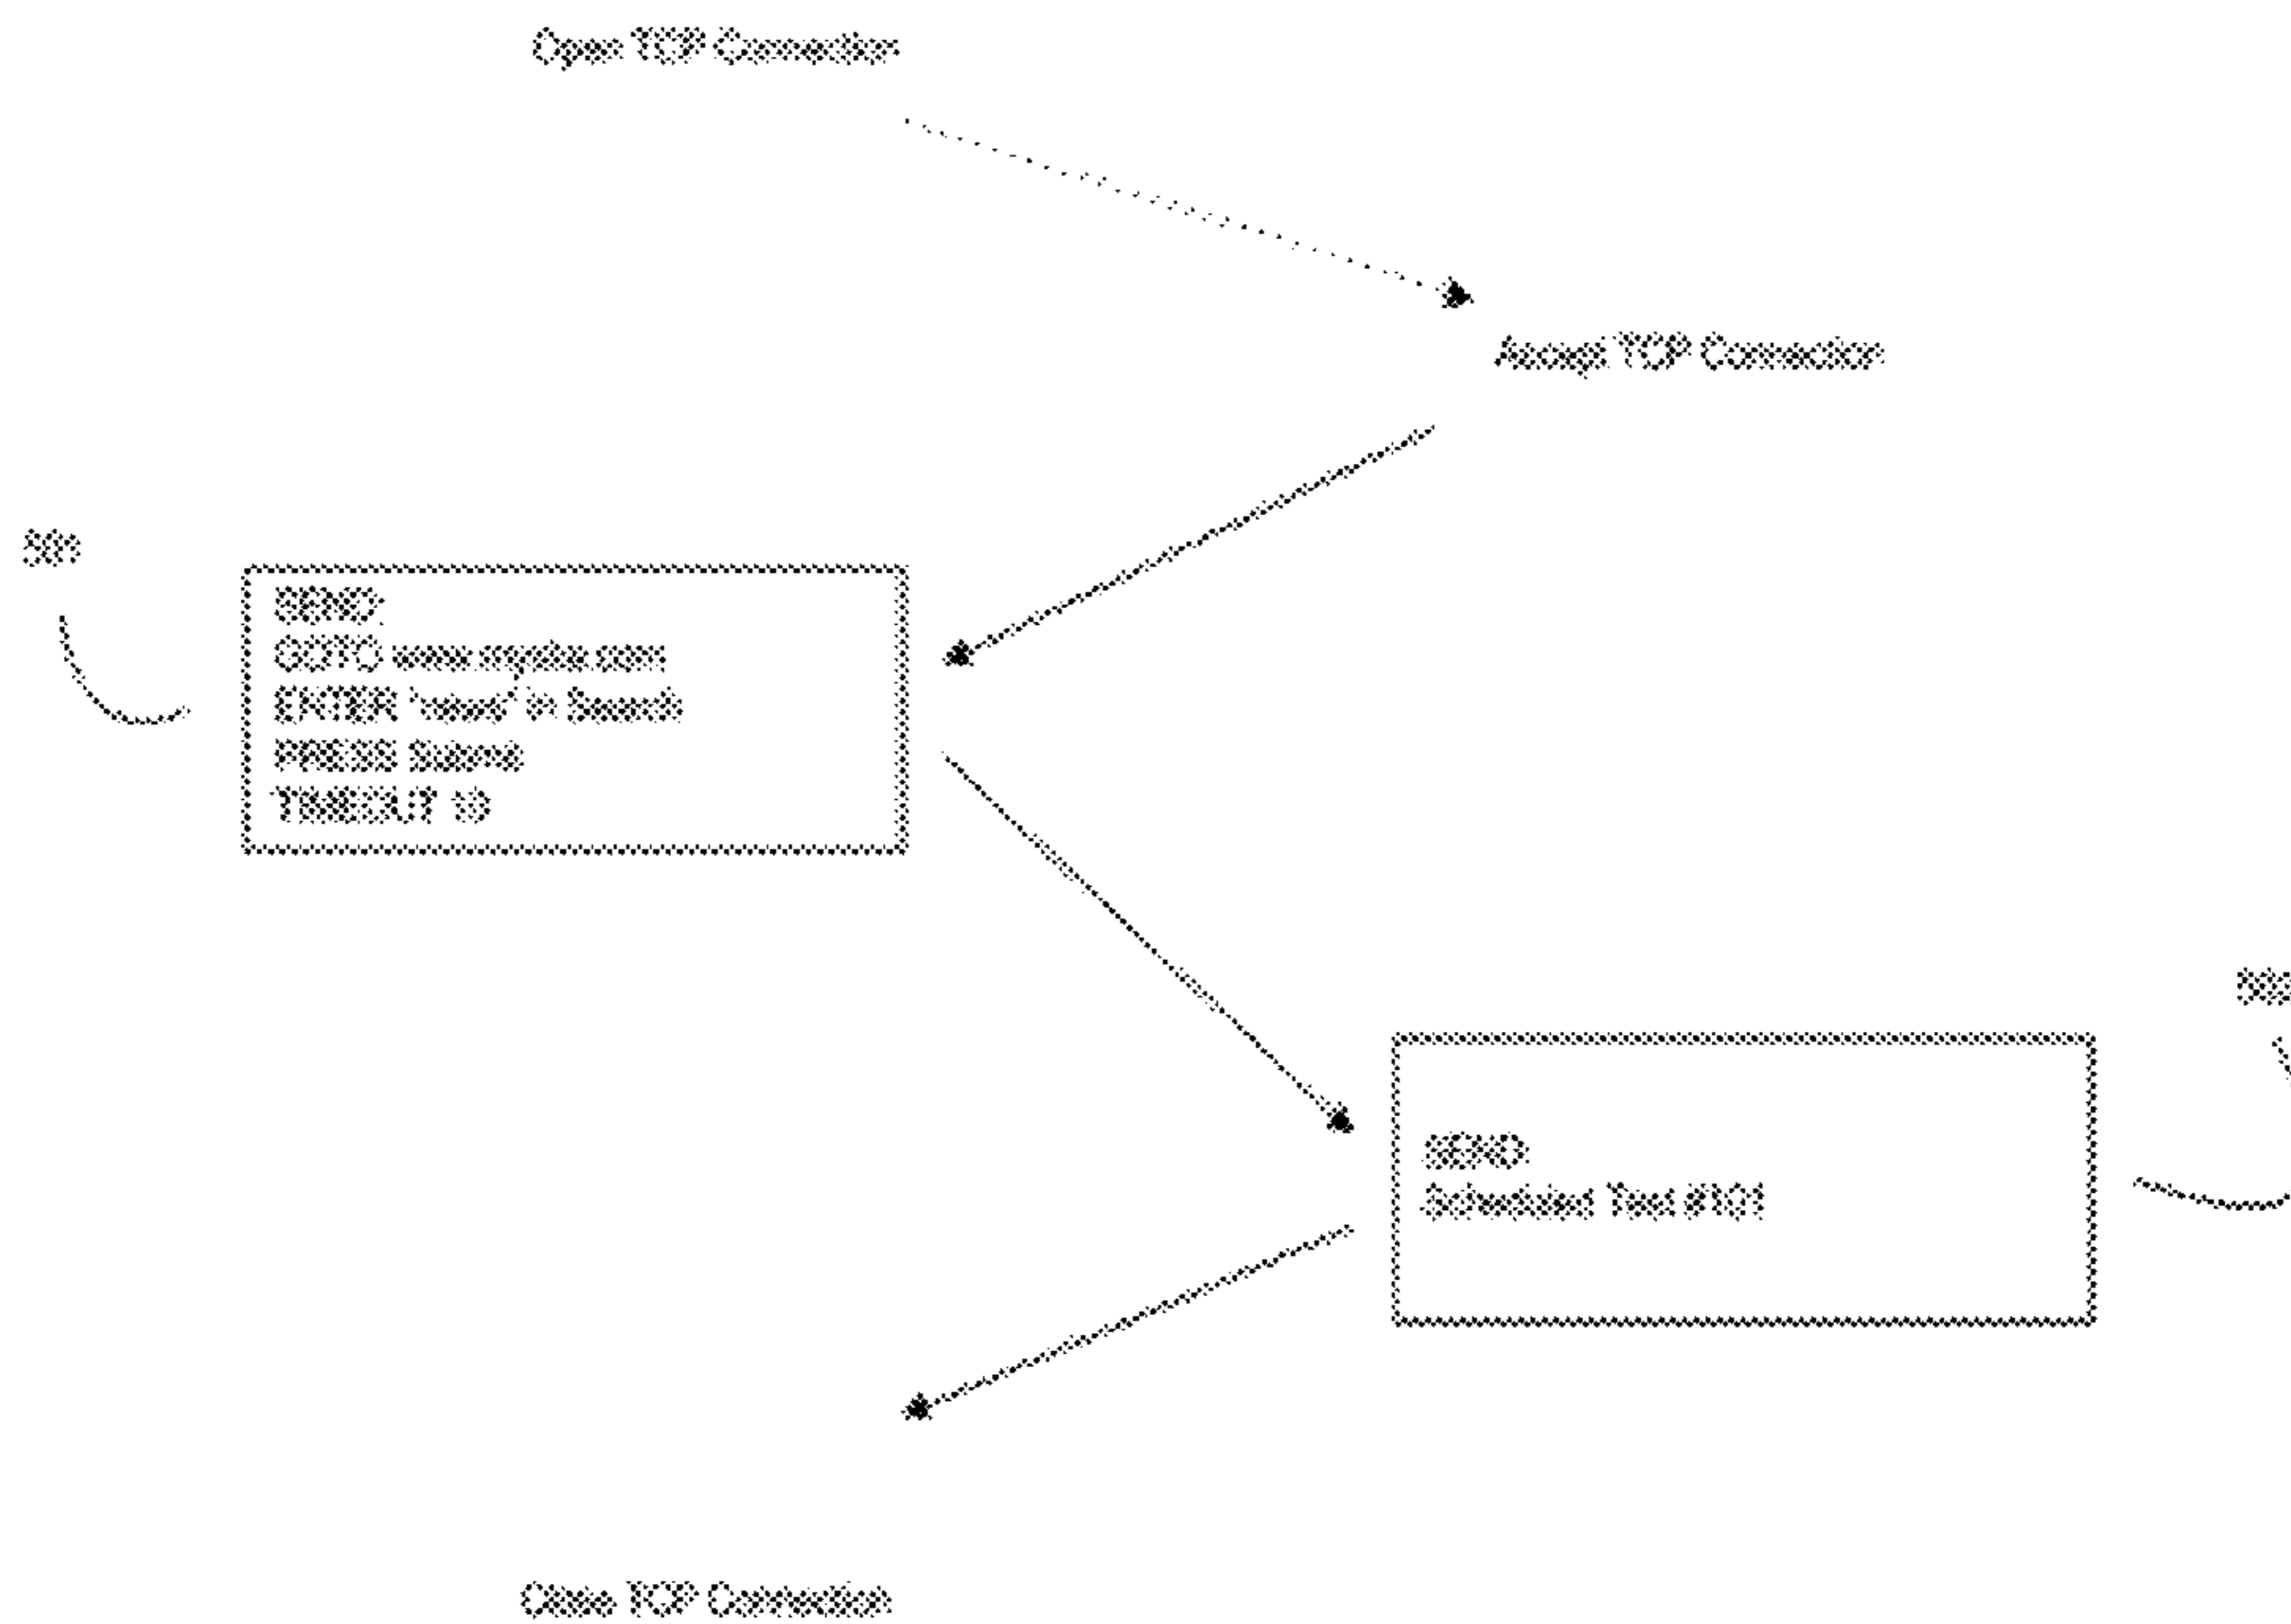 Open TCP Connection
Accept TCP Connection
SEND:
GOTO
ENTER in Search
PRESS Submit
TIMEOUT 10
SEND:
Scheduled Test #101
Close TCP Connection